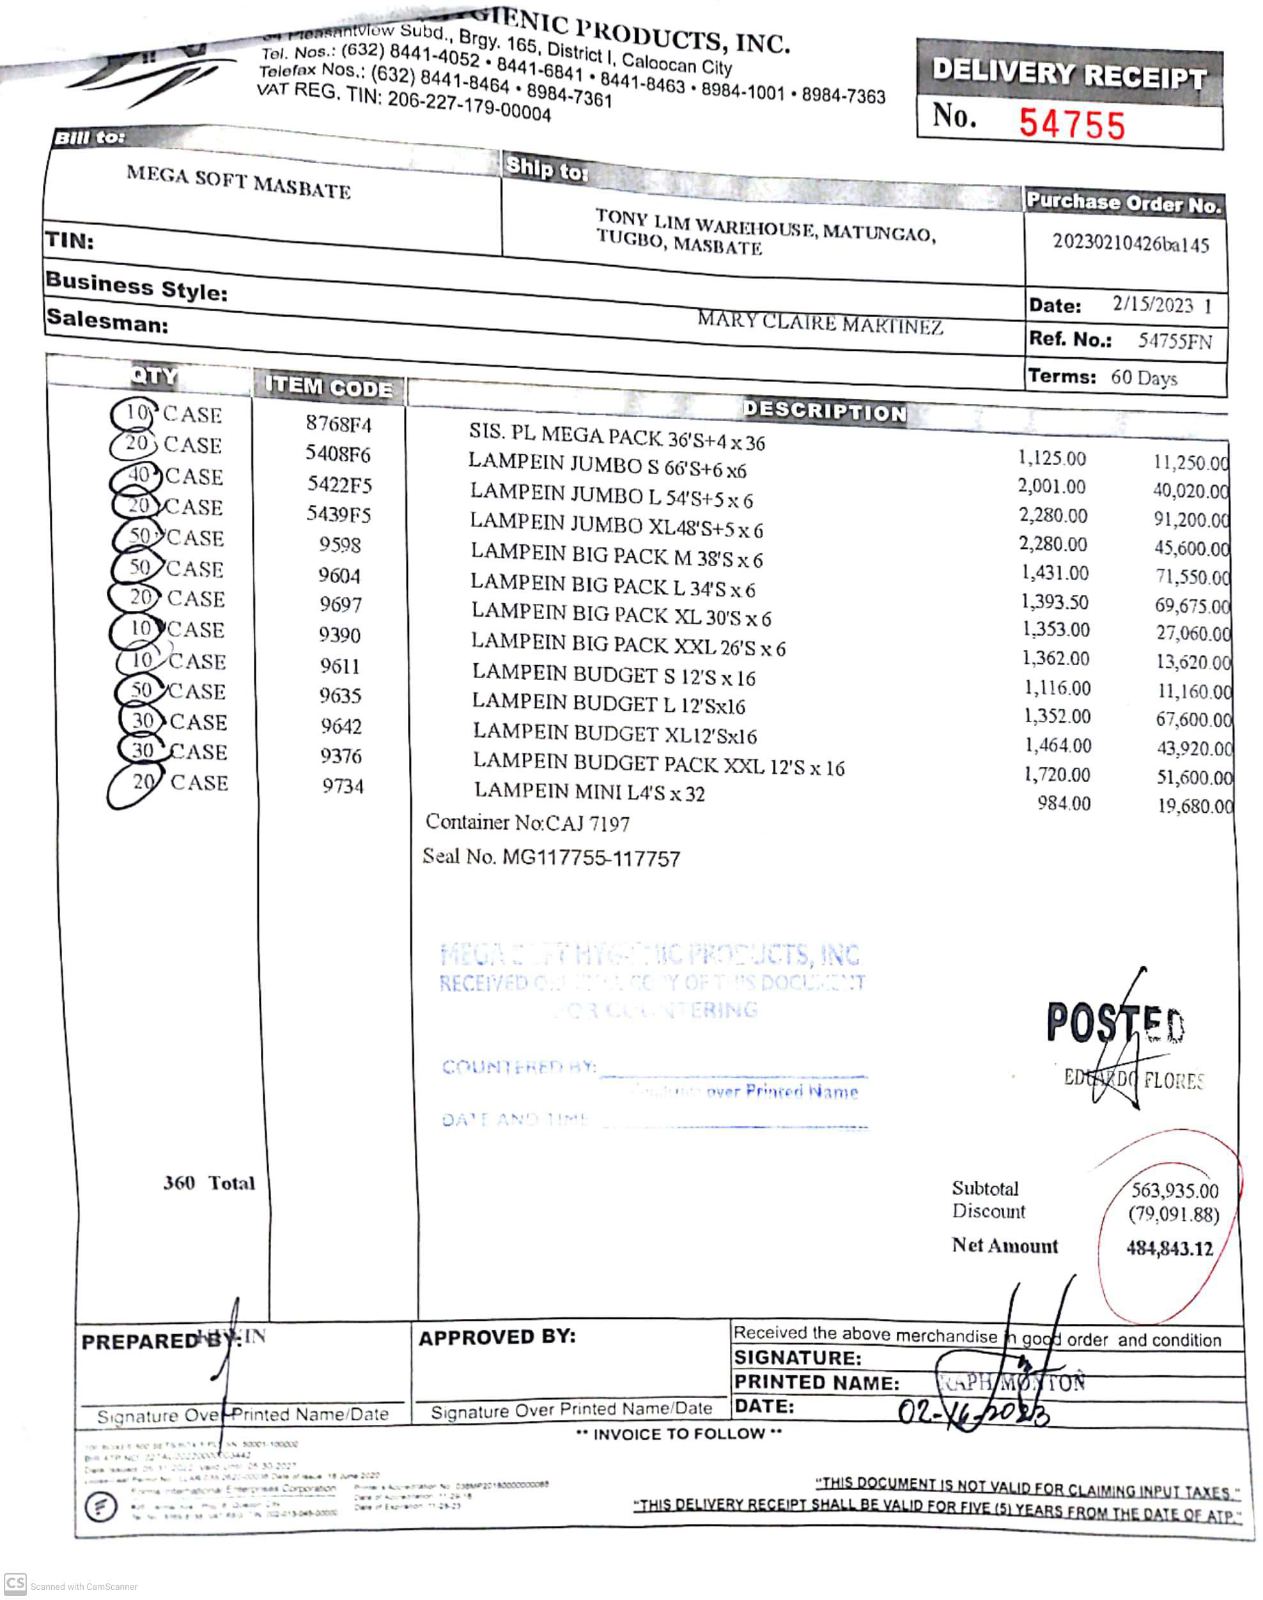 HYGIENIC PRODUCTS, INC.
Pleasantview Subd., Brgy. 165, District I, Caloocan City
Tel. Nos.: (632) 8441-4052 • 8441-6841 • 8441-8463 • 8984-1001 • 8984-7363
Telefax Nos.: (632) 8441-8464 • 8984-7361
VAT REG. TIN: 206-227-179-00004
DELIVERY RECEIPT
No. 54755
Bill to:
MEGA SOFT MASBATE
Ship to:
TONY LIM WAREHOUSE, MATUNGAO,
TUGBO, MASBATE
Purchase Order No.
20230210426ba145
TIN:
Business Style:
Salesman:
MARY CLAIRE MARTINEZ
Date: 2/15/2023 1
Ref. No.: 54755FN
Terms: 60 Days
QTY ITEM CODE DESCRIPTION
10 CASE 8768F4 SIS. PL MEGA PACK 36'S+4 x 36 1,125.00 11,250.00
20 CASE 5408F6 LAMPEIN JUMBO S 66'S+6 x6 2,001.00 40,020.00
40 CASE 5422F5 LAMPEIN JUMBO L 54'S+5 x 6 2,280.00 91,200.00
20 CASE 5439F5 LAMPEIN JUMBO XL48'S+5 x 6 2,280.00 45,600.00
50 CASE 9598 LAMPEIN BIG PACK M 38'S x 6 1,431.00 71,550.00
50 CASE 9604 LAMPEIN BIG PACK L 34'S x 6 1,393.50 69,675.00
20 CASE 9697 LAMPEIN BIG PACK XL 30'S x 6 1,353.00 27,060.00
10 CASE 9390 LAMPEIN BIG PACK XXL 26'S x 6 1,362.00 13,620.00
10 CASE 9611 LAMPEIN BUDGET S 12'S x 16 1,116.00 11,160.00
50 CASE 9635 LAMPEIN BUDGET L 12'Sx16 1,352.00 67,600.00
30 CASE 9642 LAMPEIN BUDGET XL12'Sx16 1,464.00 43,920.00
30 CASE 9376 LAMPEIN BUDGET PACK XXL 12'S x 16 1,720.00 51,600.00
20 CASE 9734 LAMPEIN MINI L4'S x 32 984.00 19,680.00
Container No:CAJ 7197
Seal No. MG117755-117757
MEGA SOFT HYGIENIC PRODUCTS, INC
RECEIVED ORIGINAL COPY OF THIS DOCUMENT
FOR COUNTERING
COUNTERED BY:
over Printed Name
DATE AND TIME
POSTED
EDUARDO FLORES
360 Total
Subtotal 563,935.00
Discount (79,091.88)
Net Amount 484,843.12
PREPARED BY:
Signature Over Printed Name/Date
APPROVED BY:
Signature Over Printed Name/Date
Received the above merchandise in good order and condition
SIGNATURE:
PRINTED NAME: RAPH MONTON
DATE: 02-16-2023
** INVOICE TO FOLLOW **
"THIS DOCUMENT IS NOT VALID FOR CLAIMING INPUT TAXES."
"THIS DELIVERY RECEIPT SHALL BE VALID FOR FIVE (5) YEARS FROM THE DATE OF ATP."
CS Scanned with CamScanner